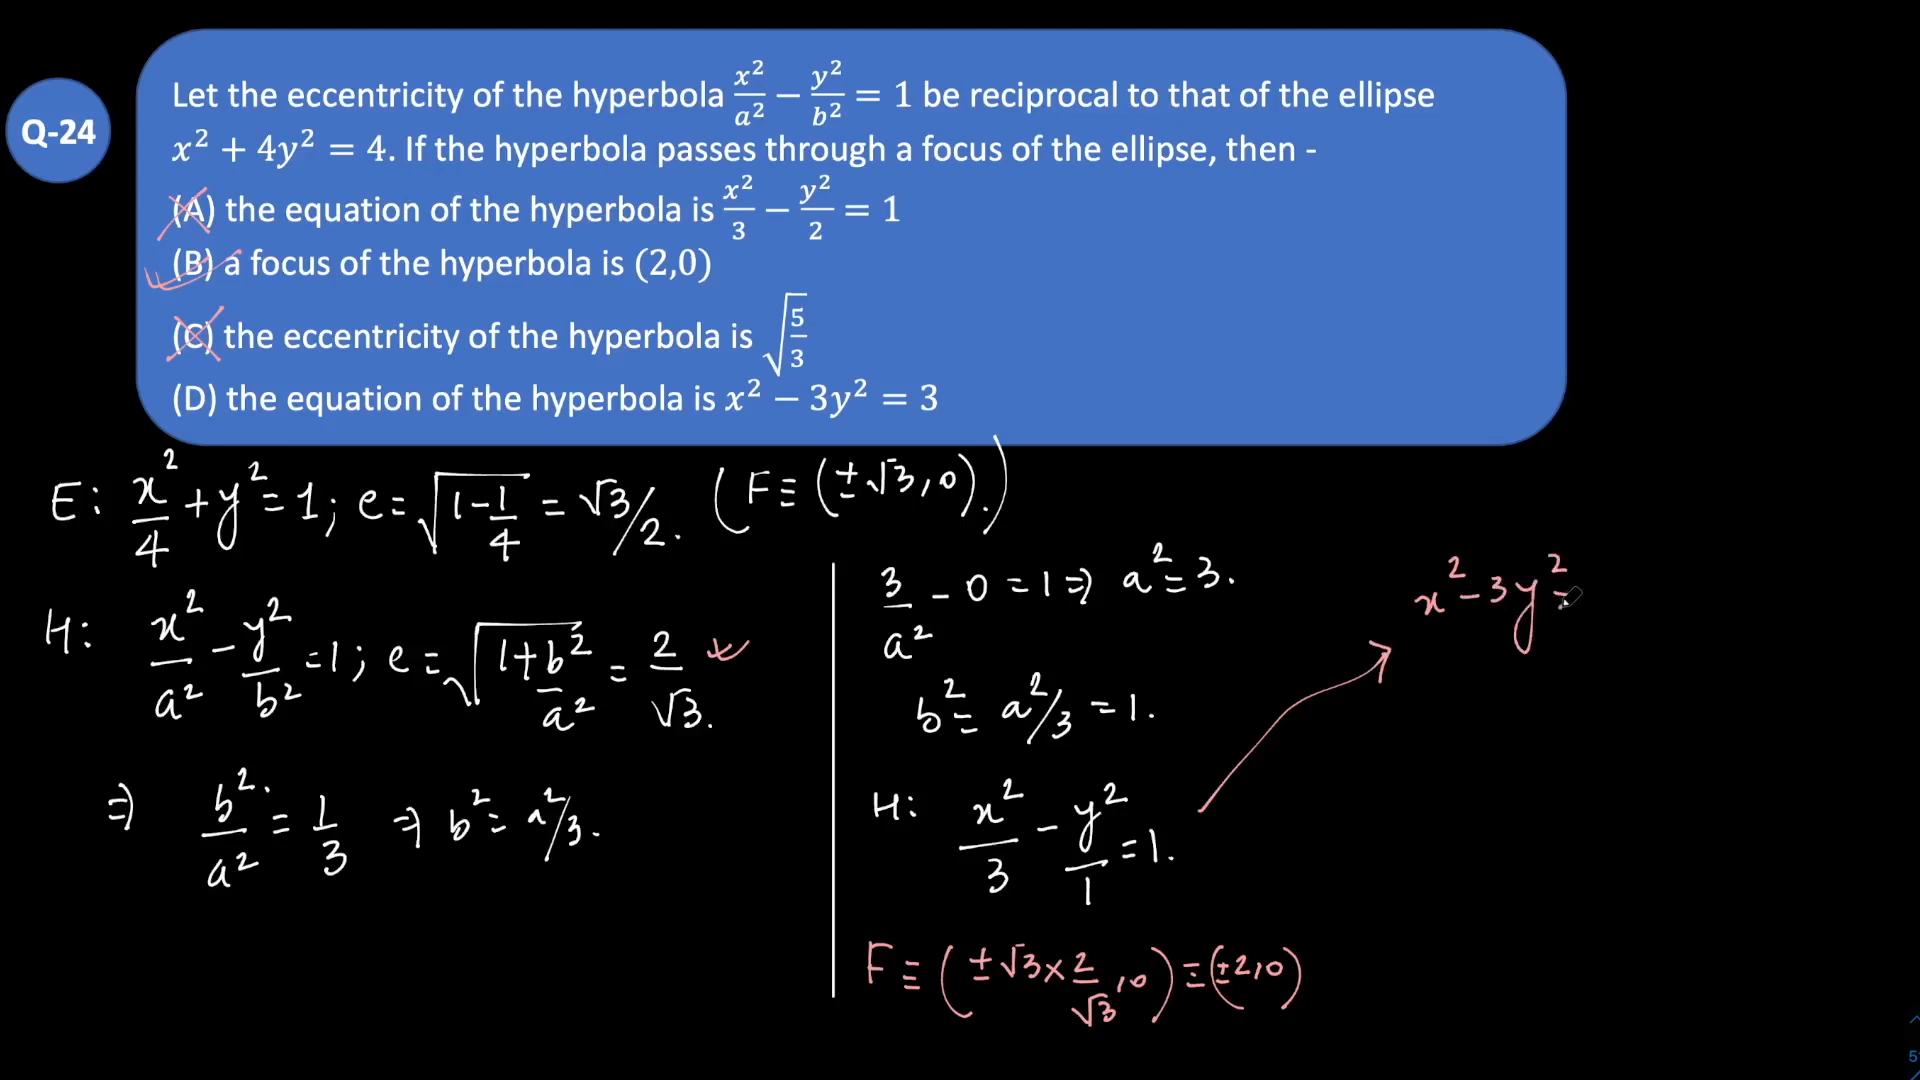 Q-24
Let the eccentricity of the hyperbola x²/a² − y²/b² = 1 be reciprocal to that of the ellipse
x² + 4y² = 4. If the hyperbola passes through a focus of the ellipse, then -
(A) the equation of the hyperbola is x²/3 − y²/2 = 1
(B) a focus of the hyperbola is (2,0)
(C) the eccentricity of the hyperbola is √(5/3)
(D) the equation of the hyperbola is x² − 3y² = 3
E: x²/4 + y² = 1; e = √(1 − 1/4) = √3/2. (F ≡ (±√3, 0).)
H: x²/a² − y²/b² = 1; e = √(1 + b²/a²) = 2/√3.
⇒ b²/a² = 1/3 ⇒ b² = a²/3.
3/a² − 0 = 1 ⇒ a² = 3.
b² = a²/3 = 1.
H: x²/3 − y²/1 = 1.
F ≡ (±√3 × 2/√3, 0) ≡ (±2, 0)
x² − 3y² =